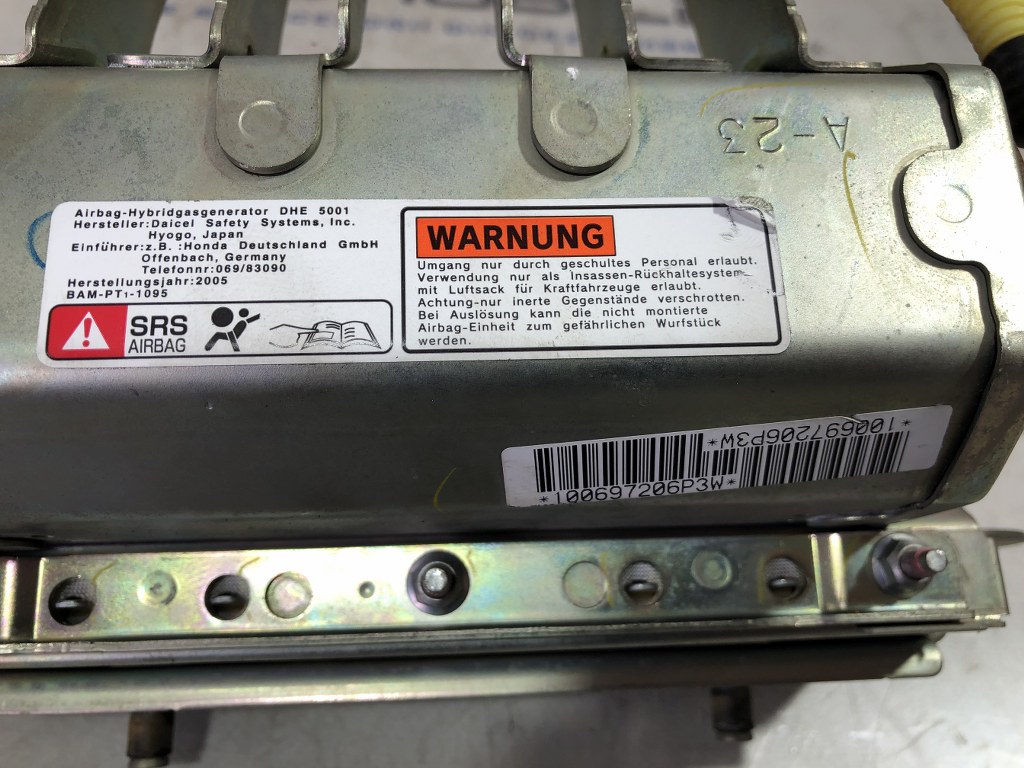 A-23
Airbag-Hybridgasgenerator DHE 5001
Hersteller:Daicel Safety Systems, Inc.
Hyogo, Japan
Einführer:z.B. :Honda Deutschland GmbH
Offenbach, Germany
Telefonnr:069/83090
Herstellungsjahr:2005
BAM-PT1-1095
SRS
AIRBAG
WARNUNG
Umgang nur durch geschultes Personal erlaubt.
Verwendung nur als Insassen-Rückhaltesystem
mit Luftsack für Kraftfahrzeuge erlaubt.
Achtung-nur inerte Gegenstände verschrotten.
Bei Auslösung kann die nicht montierte
Airbag-Einheit zum gefährlichen Wurfstück
werden.
*100697206P3W*
*100697206P3W*